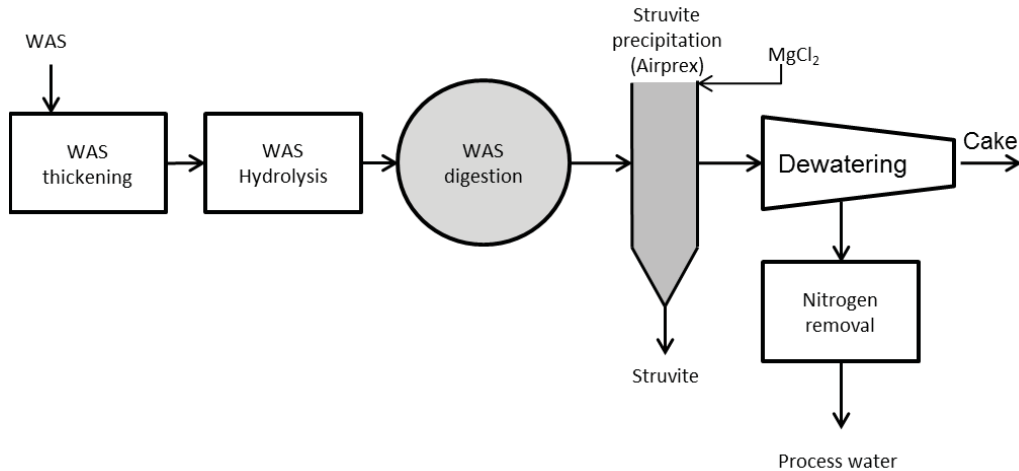 WAS
WAS
thickening
WAS
Hydrolysis
WAS
digestion
Struvite
precipitation
(Airprex)
MgCl₂
Dewatering
Cake
Struvite
Nitrogen
removal
Process water